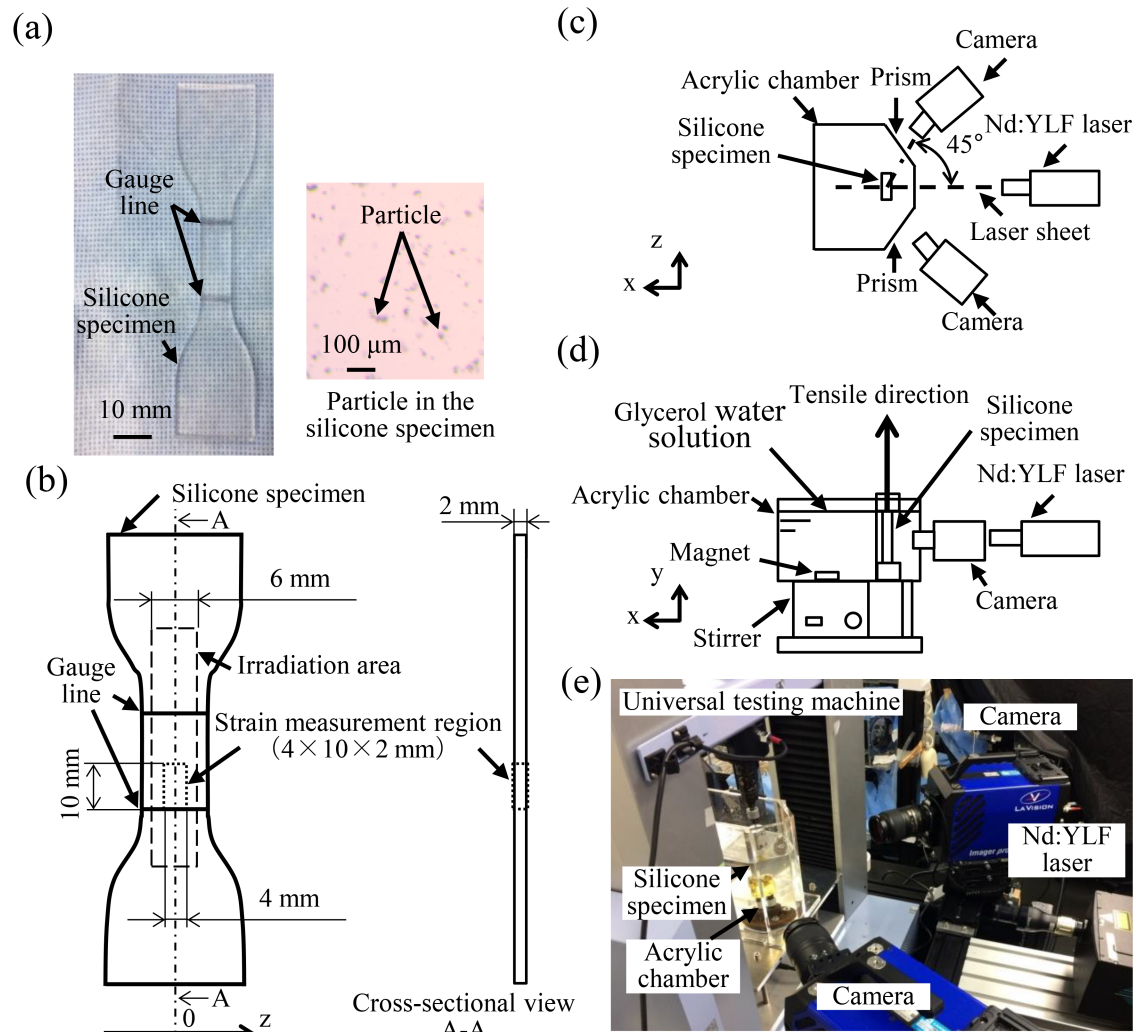 (a)
Gauge
line
Silicone
specimen
10 mm
Particle
100 μm
Particle in the
silicone specimen
(b)
Silicone specimen
A
6 mm
Irradiation area
Gauge
line
Strain measurement region
(4×10×2 mm)
10 mm
4 mm
A
0
z
2 mm
Cross-sectional view
A-A
(c)
Camera
Acrylic chamber
Prism
Silicone
specimen
45°
Nd:YLF laser
Laser sheet
z
x
Prism
Camera
(d)
Tensile direction
Glycerol water
solution
Silicone
specimen
Nd:YLF laser
Acrylic chamber
Magnet
y
x
Camera
Stirrer
(e)
Universal testing machine
Camera
LAVISION
Imager pro
Nd:YLF
laser
Silicone
specimen
Acrylic
chamber
Camera